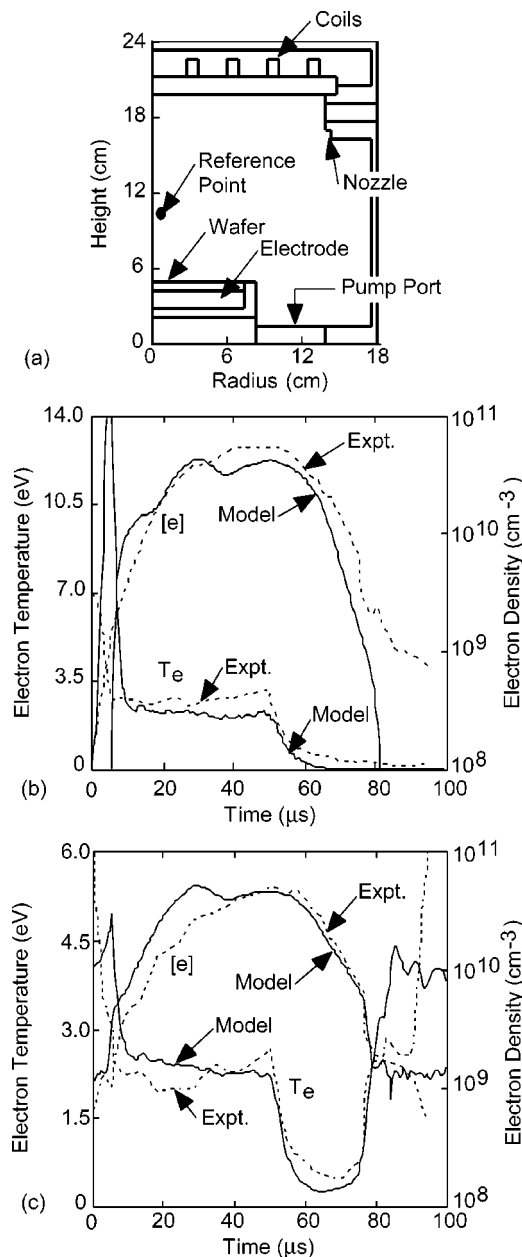 Coils
24
18
12
6
0
Height (cm)
Reference
Point
Nozzle
Wafer
Electrode
Pump Port
0 6 12 18
Radius (cm)
(a)
14.0
10.5
7.0
3.5
0
Electron Temperature (eV)
10^11
10^10
10^9
10^8
Electron Density (cm-3)
Expt.
Model
[e]
Te
Expt.
Model
0 20 40 60 80 100
Time (µs)
(b)
6.0
4.5
3.0
1.5
0
Electron Temperature (eV)
10^11
10^10
10^9
10^8
Electron Density (cm-3)
Expt.
[e]
Model
Model
Te
Expt.
0 20 40 60 80 100
Time (µs)
(c)